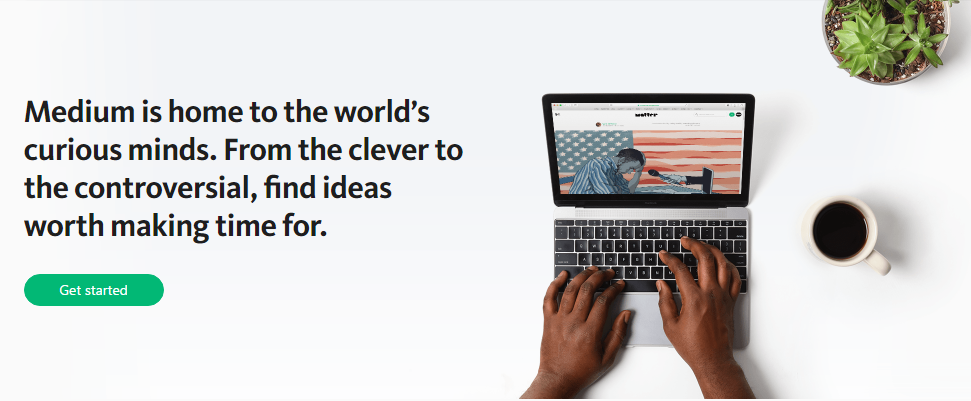 Medium is home to the world’s
curious minds. From the clever to
the controversial, find ideas
worth making time for.
Get started
matter